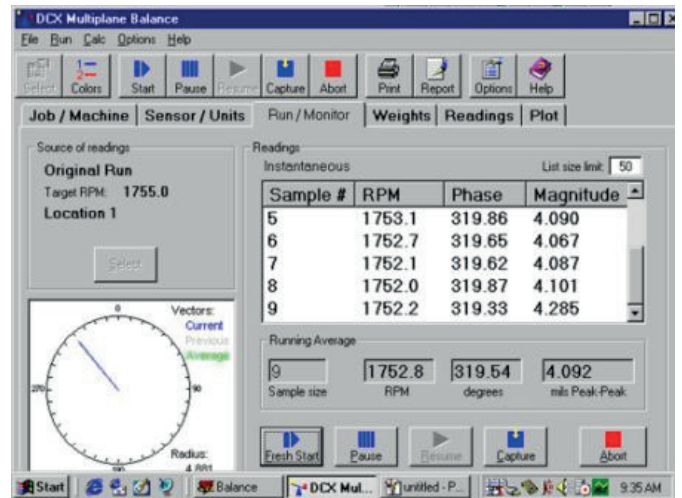 DCX Multiplane Balance
File Run Calc Options Help
Select Colors Start Pause Resume Capture Abort Print Report Options Help
Job / Machine Sensor / Units Run / Monitor Weights Readings Plot
Source of readings
Original Run
Target RPM: 1755.0
Location 1
Select
Readings
Instantaneous List size limit: 50
Sample # RPM Phase Magnitude
5 1753.1 319.86 4.090
6 1752.7 319.65 4.067
7 1752.1 319.62 4.087
8 1752.0 319.87 4.101
9 1752.2 319.33 4.285
Vectors:
Current
Previous
Average
0
90
270
Radius:
4.881
Running Average
9 1752.8 319.54 4.092
Sample size RPM degrees mils Peak-Peak
Fresh Start Pause Resume Capture Abort
Start Balance DCX Mul... untitled - P... 9:35 AM